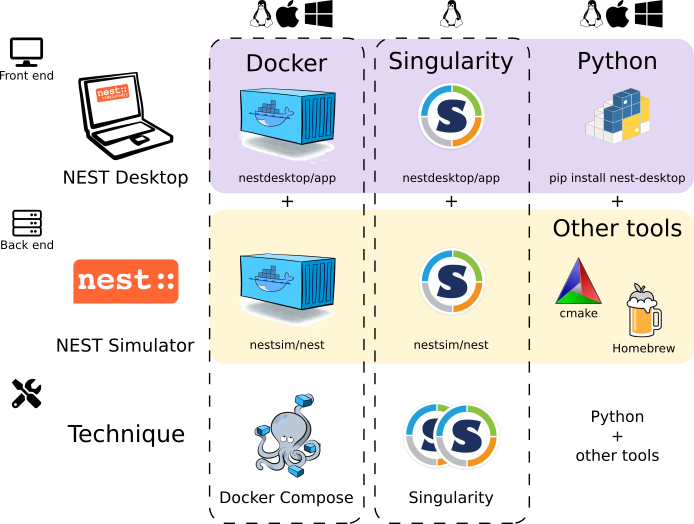 Docker
Singularity
Python
Front end
nest::
simulated()
NEST Desktop
nestdesktop/app
nestdesktop/app
pip install nest-desktop
+
+
+
Back end
Other tools
nest::
S
S
cmake
NEST Simulator
nestsim/nest
nestsim/nest
Homebrew
Technique
S
S
Python
+
other tools
Docker Compose
Singularity